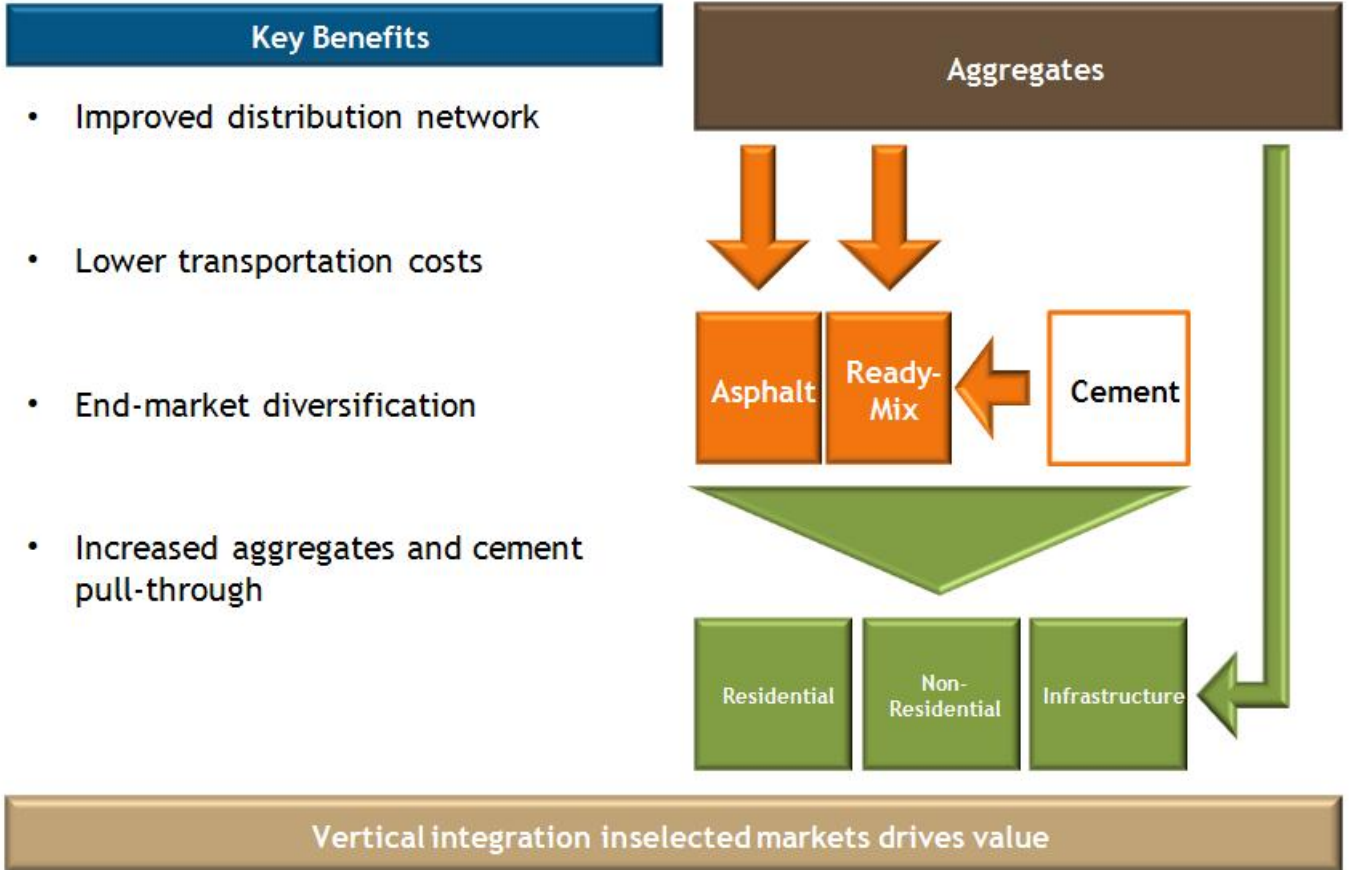 Key Benefits
• Improved distribution network
• Lower transportation costs
• End-market diversification
• Increased aggregates and cement
pull-through
Aggregates
Asphalt
Ready-
Mix
Cement
Residential
Non-
Residential
Infrastructure
Vertical integration inselected markets drives value